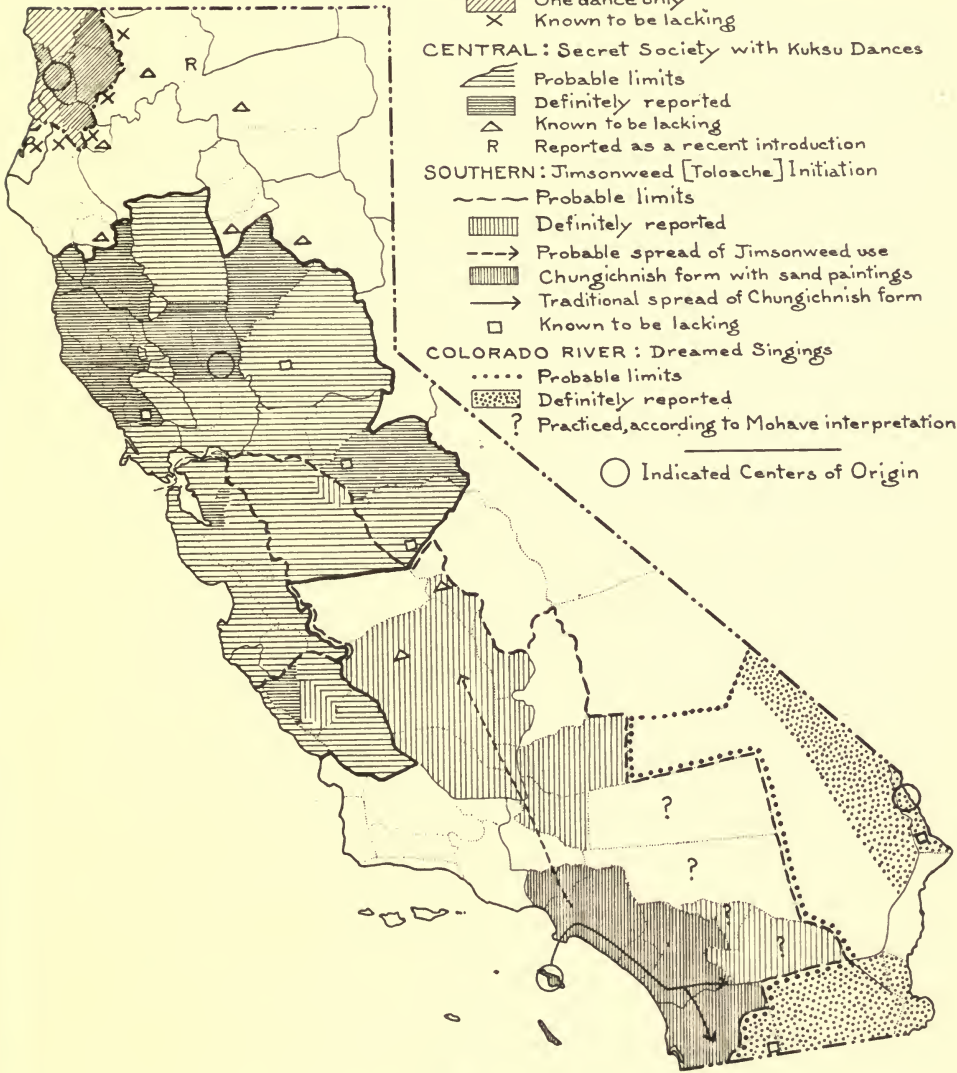 One dance only
× Known to be lacking
CENTRAL: Secret Society with Kuksu Dances
Probable limits
Definitely reported
△ Known to be lacking
R Reported as a recent introduction
SOUTHERN: Jimsonweed [Toloache] Initiation
Probable limits
Definitely reported
Probable spread of Jimsonweed use
Chungichnish form with sand paintings
Traditional spread of Chungichnish form
□ Known to be lacking
COLORADO RIVER: Dreamed Singings
Probable limits
Definitely reported
? Practiced, according to Mohave interpretation
Indicated Centers of Origin
R
?
?
?
?